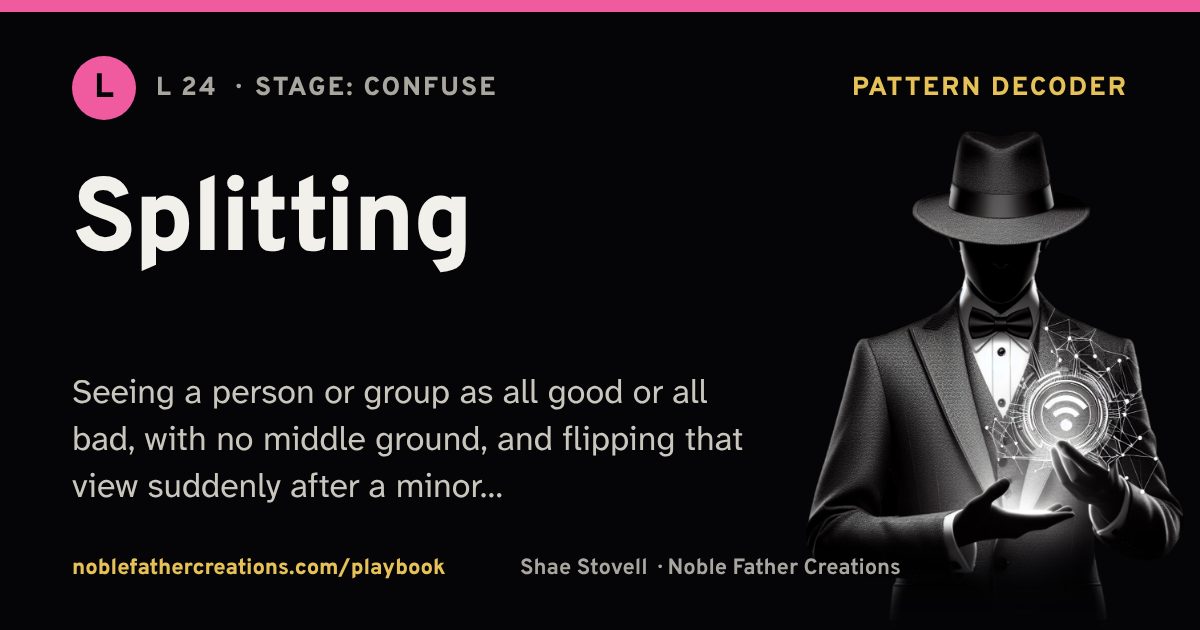 L
L 24 · STAGE: CONFUSE
PATTERN DECODER
Splitting
Seeing a person or group as all good or all
bad, with no middle ground, and flipping that
view suddenly after a minor...
noblefathercreations.com/playbook
Shae Stovell · Noble Father Creations